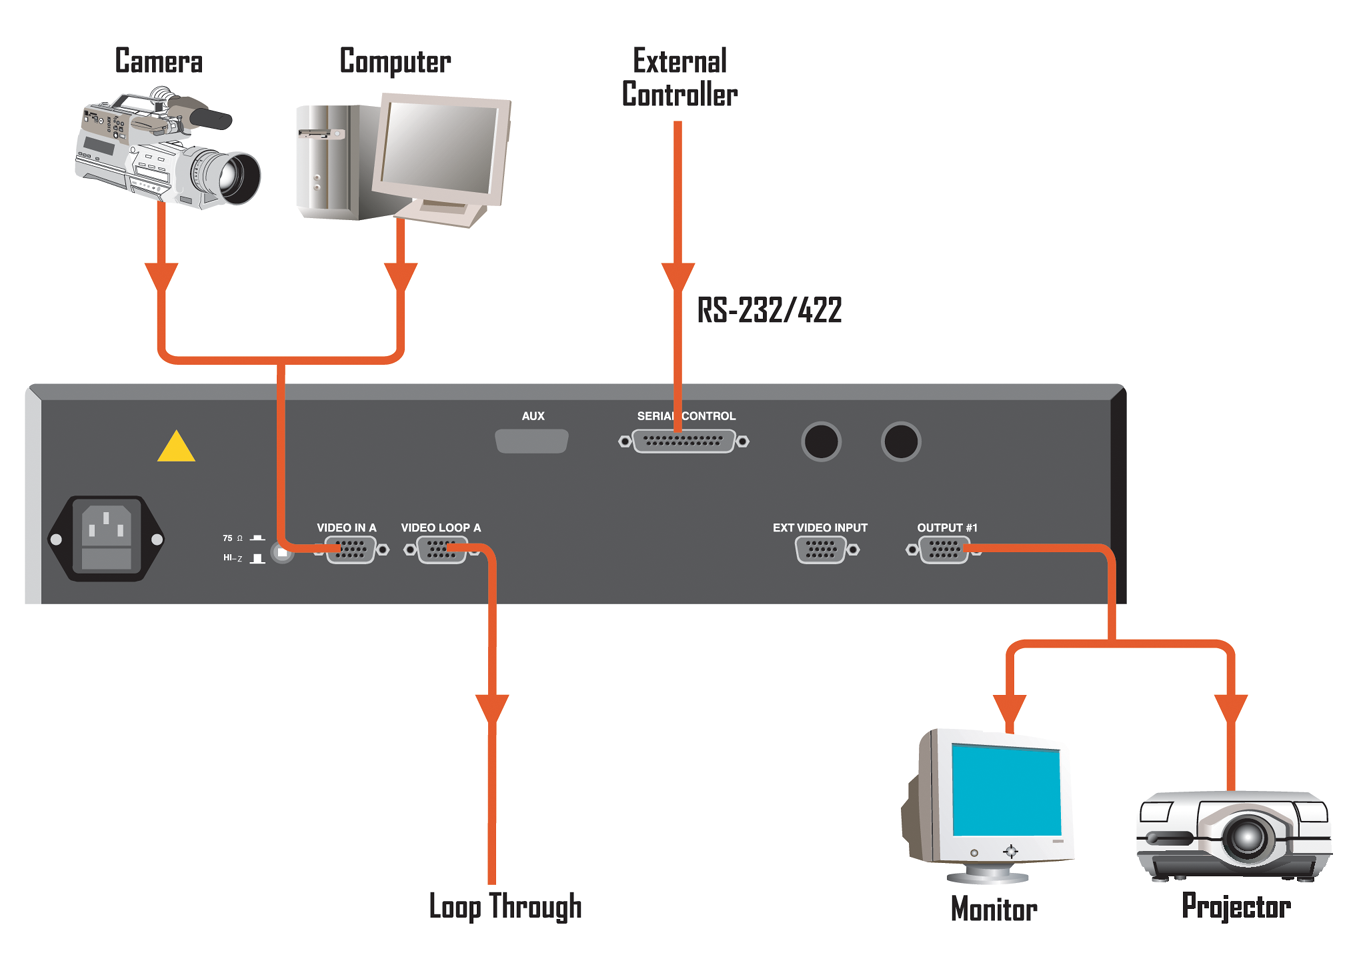 Camera
Computer
External
Controller
RS-232/422
AUX
SERIAL CONTROL
VIDEO IN A
VIDEO LOOP A
EXT VIDEO INPUT
OUTPUT #1
75 Ω
HI-Z
Loop Through
Monitor
Projector